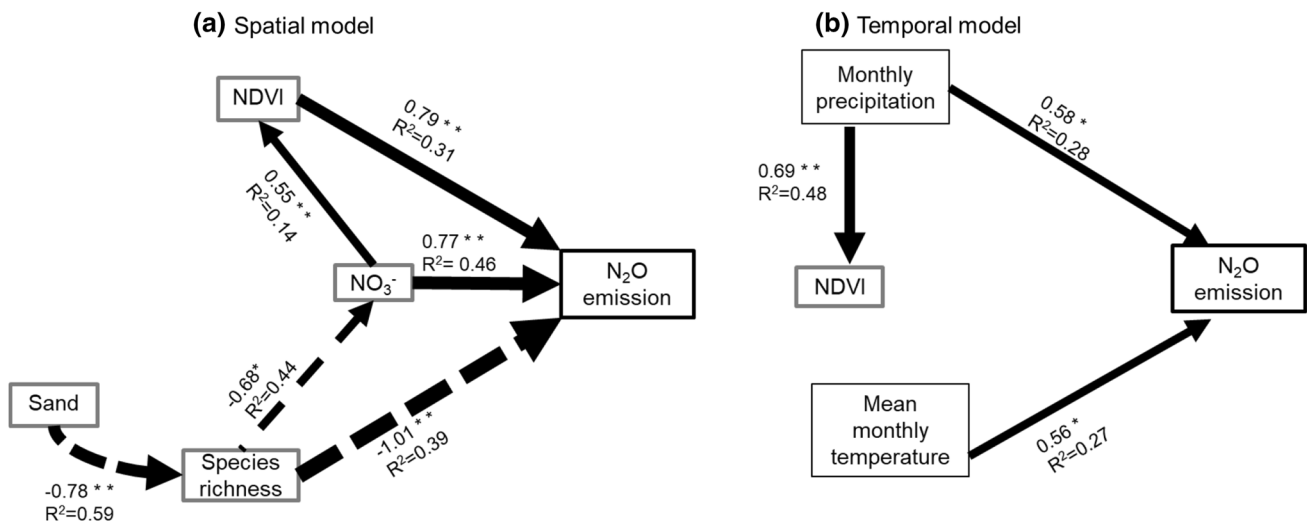 (a) Spatial model
NDVI
0.79 * *
R²=0.31
0.55 * *
R²=0.14
0.77 * *
R²= 0.46
NO₃⁻
N₂O
emission
-0.68*
R²=0.44
Sand
-0.78 * *
R²=0.59
Species
richness
-1.01 * *
R²=0.39
(b) Temporal model
Monthly
precipitation
0.58 *
R²=0.28
0.69 * *
R²=0.48
NDVI
N₂O
emission
Mean
monthly
temperature
0.56 *
R²=0.27